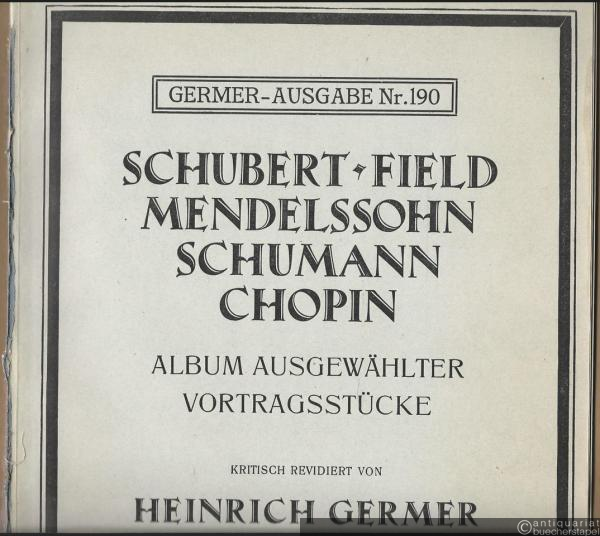 GERMER-AUSGABE Nr.190
SCHUBERT · FIELD
MENDELSSOHN
SCHUMANN
CHOPIN
ALBUM AUSGEWÄHLTER
VORTRAGSSTÜCKE
KRITISCH REVIDIERT VON
HEINRICH GERMER
antiquariat
buecherstapel